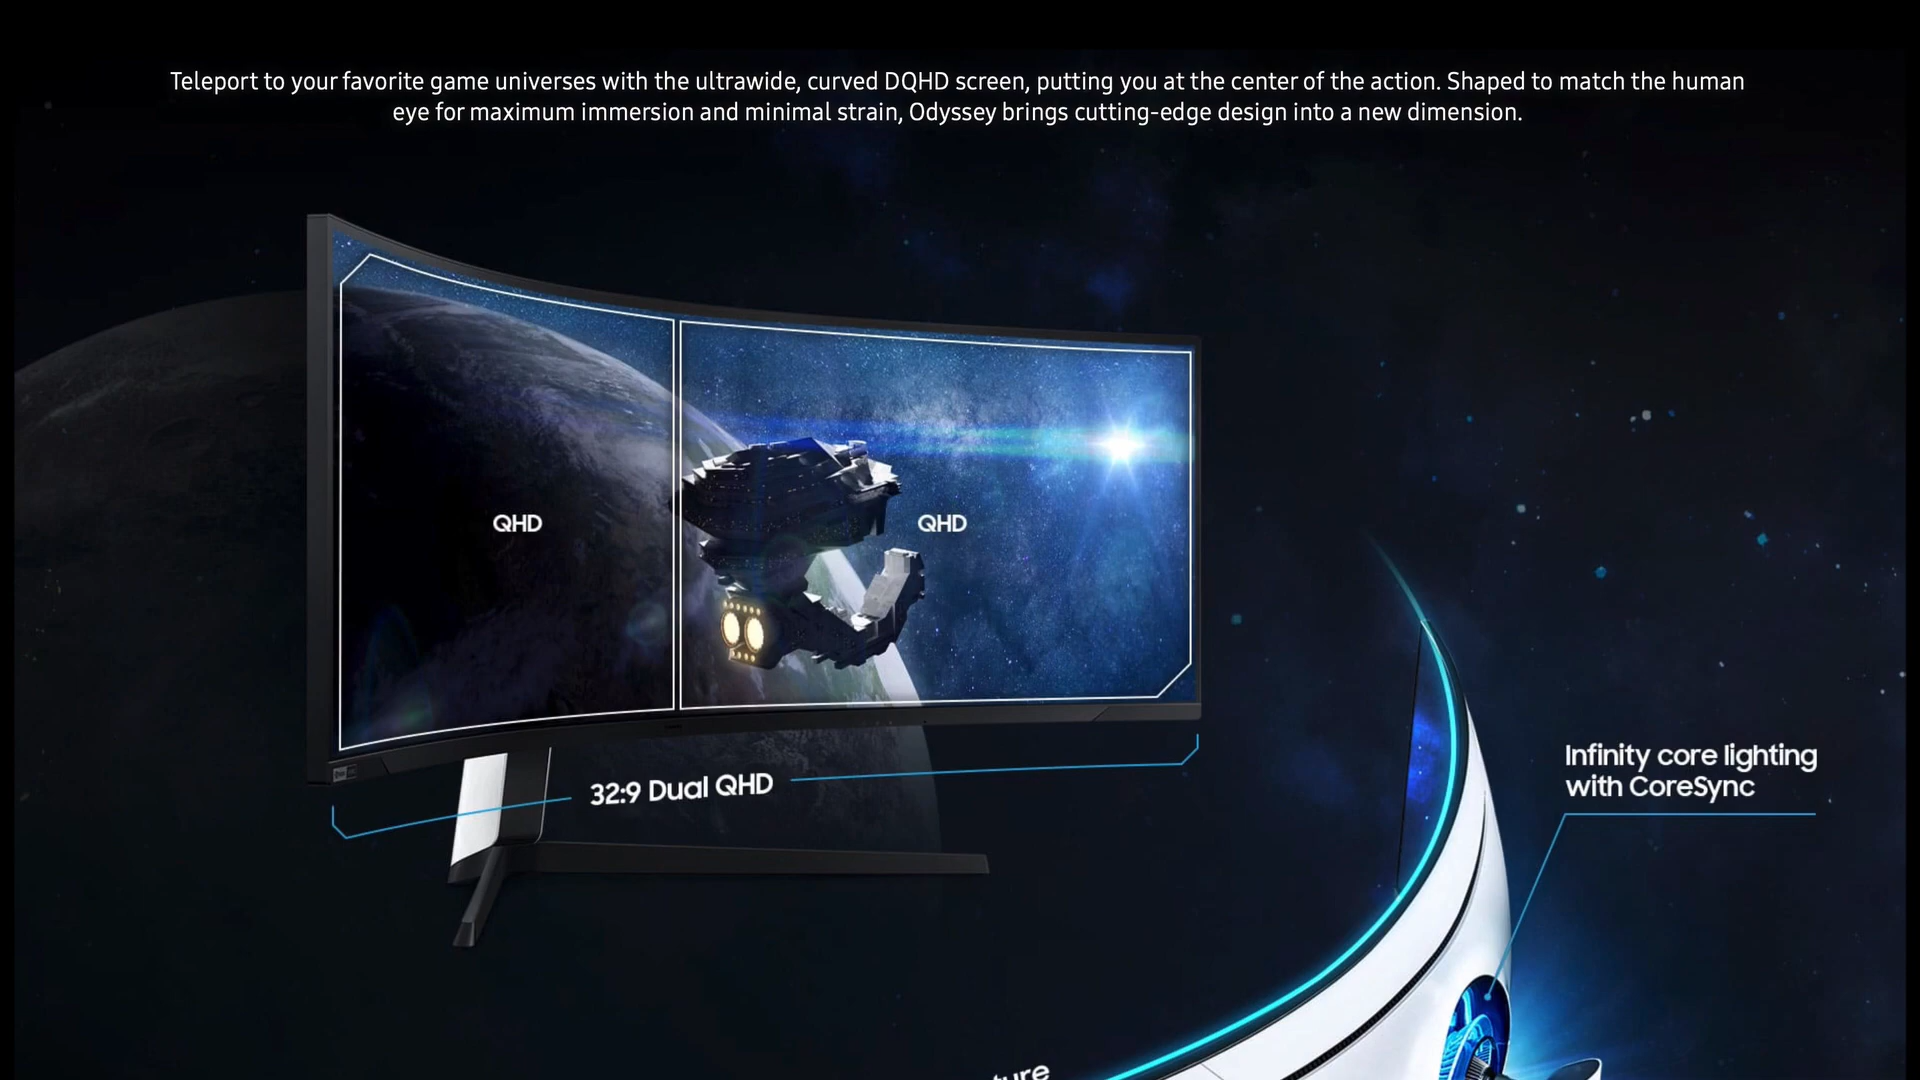 Teleport to your favorite game universes with the ultrawide, curved DQHD screen, putting you at the center of the action. Shaped to match the human
eye for maximum immersion and minimal strain, Odyssey brings cutting-edge design into a new dimension.
QHD
QHD
32:9 Dual QHD
Infinity core lighting
with CoreSync